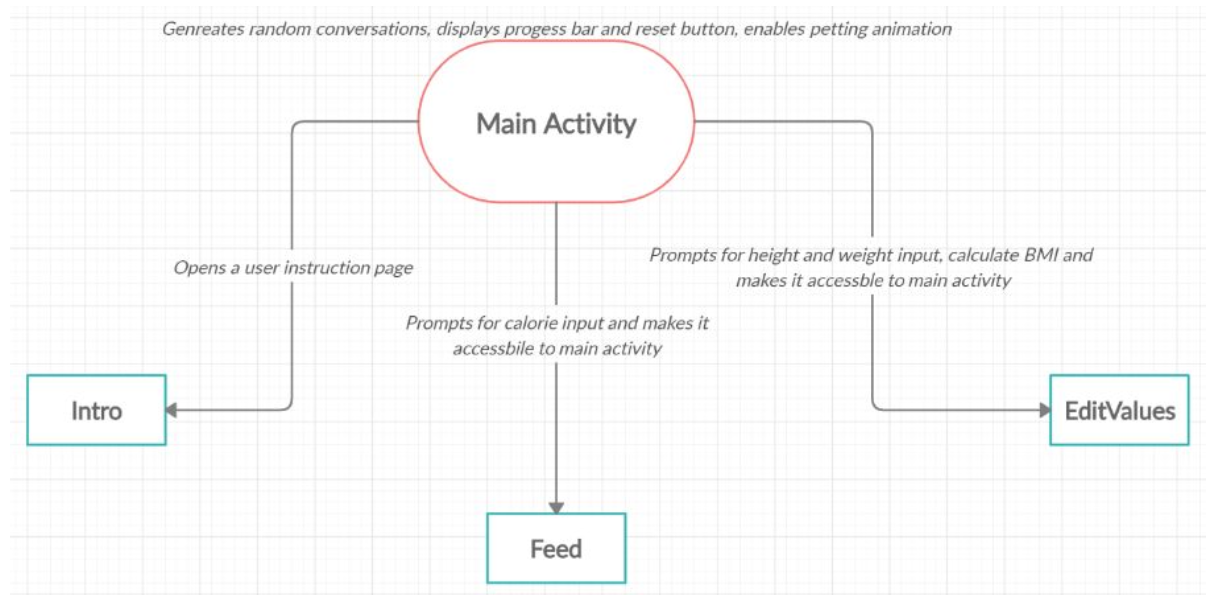 Genreates random conversations, displays progess bar and reset button, enables petting animation
Main Activity
Opens a user instruction page
Prompts for height and weight input, calculate BMI and
makes it accessble to main activity
Prompts for calorie input and makes it
accessbile to main activity
Intro
EditValues
Feed